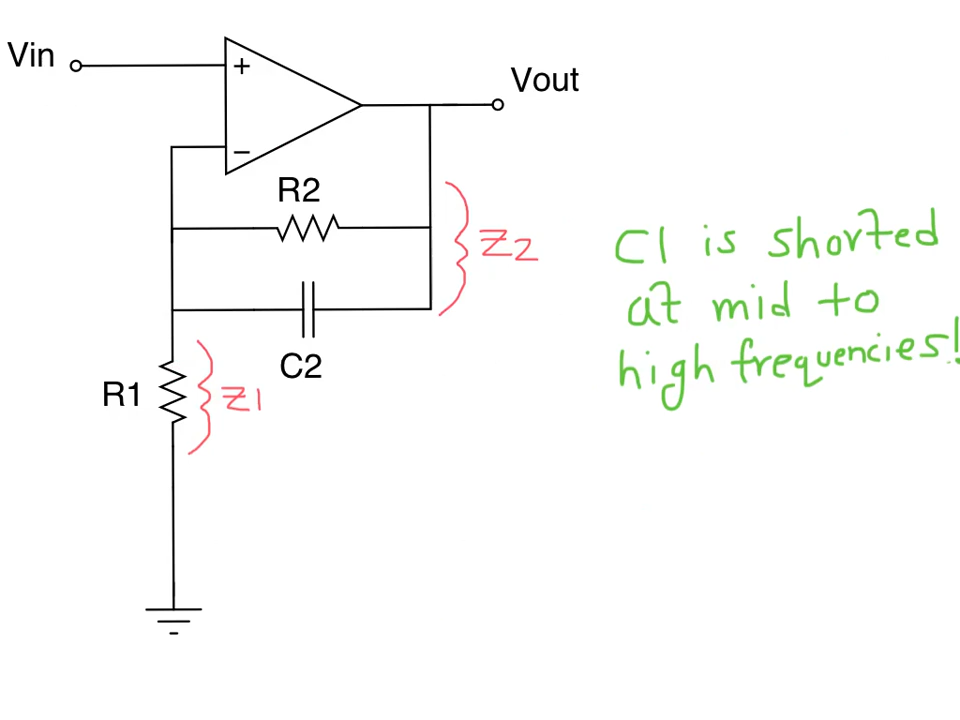 Vin
+
Vout
−
R2
Z2
C1 is shorted
at mid to
high frequencies!
C2
R1
Z1